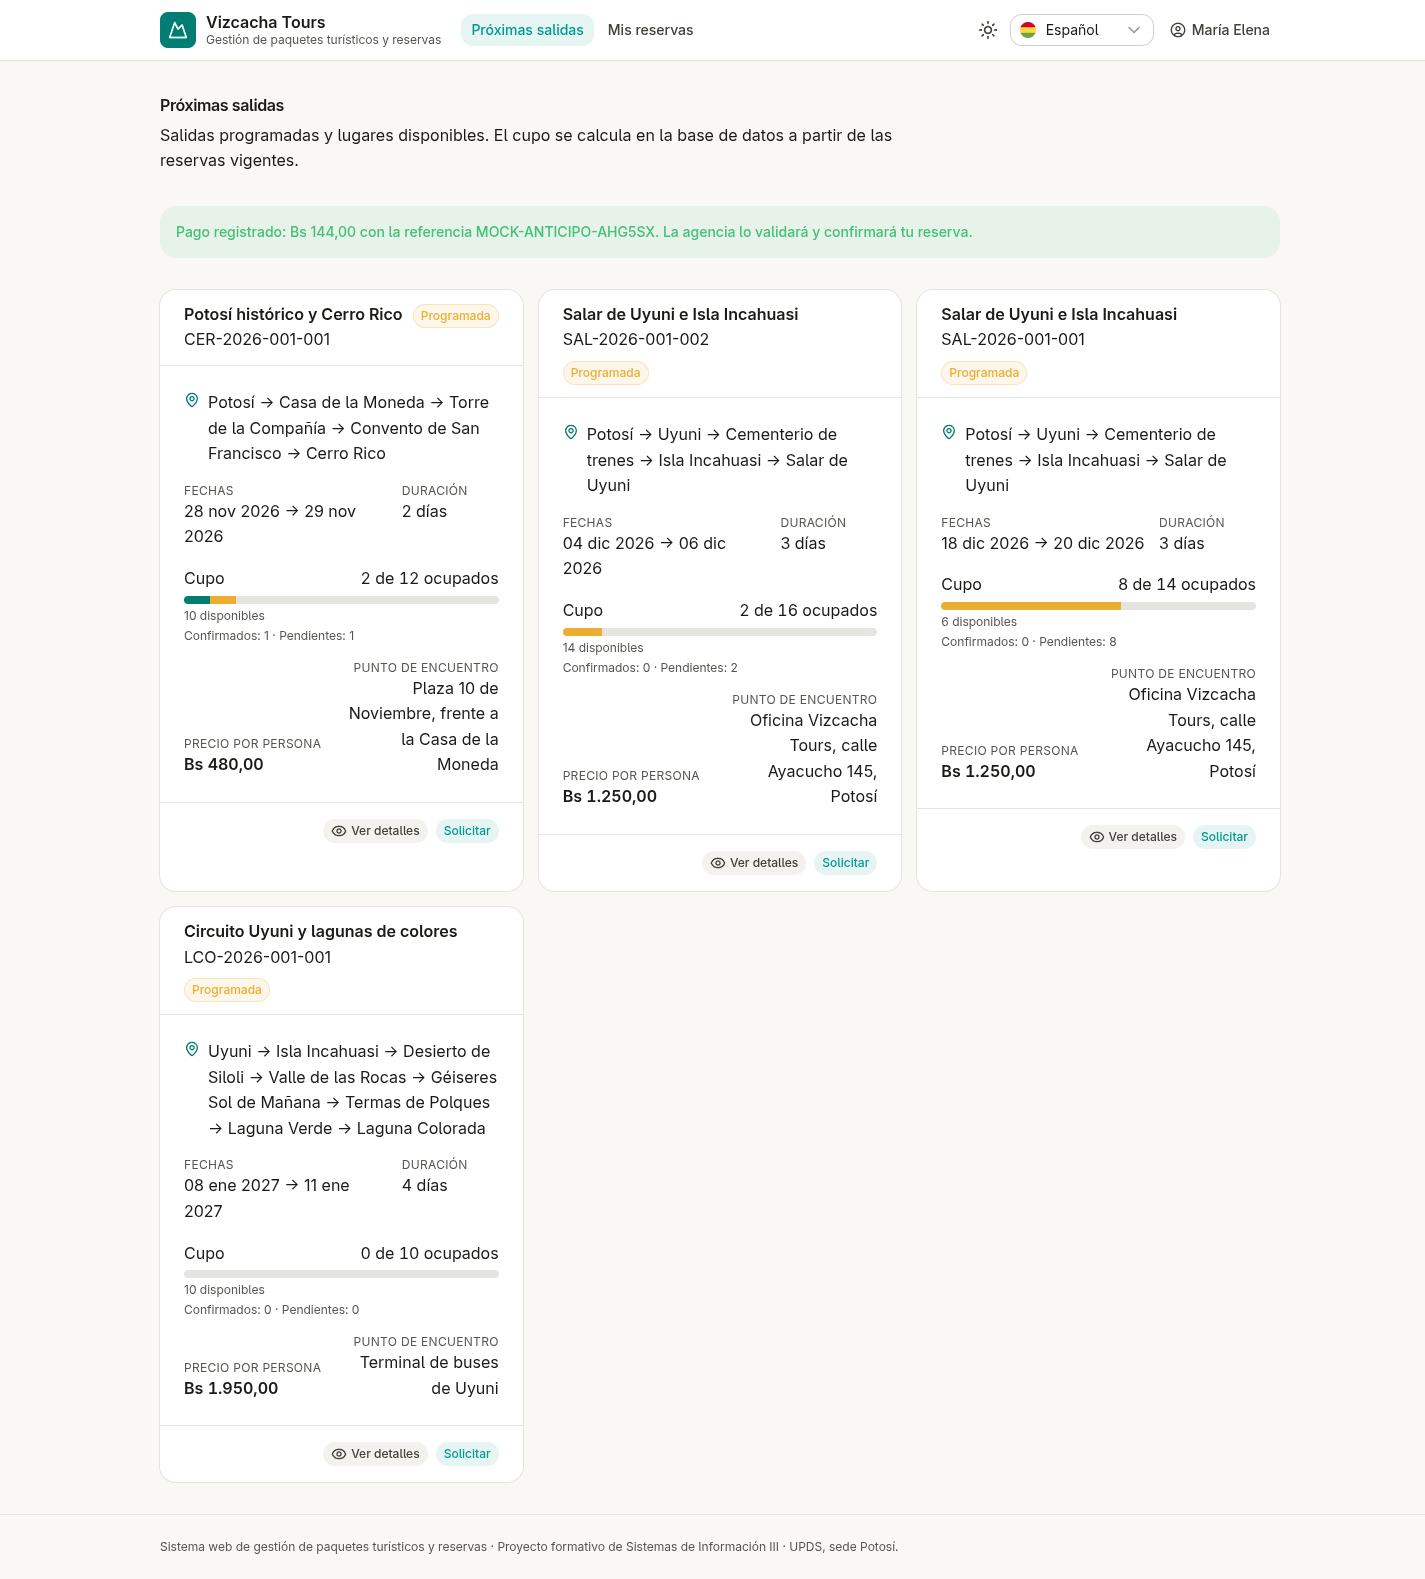 Vizcacha Tours
Gestión de paquetes turísticos y reservas
Próximas salidas
Mis reservas
Español
María Elena
Próximas salidas
Salidas programadas y lugares disponibles. El cupo se calcula en la base de datos a partir de las
reservas vigentes.
Pago registrado: Bs 144,00 con la referencia MOCK-ANTICIPO-AHG5SX. La agencia lo validará y confirmará tu reserva.
Potosí histórico y Cerro Rico
Programada
CER-2026-001-001
Potosí → Casa de la Moneda → Torre
de la Compañía → Convento de San
Francisco → Cerro Rico
FECHAS
DURACIÓN
28 nov 2026 → 29 nov
2026
2 días
Cupo
2 de 12 ocupados
10 disponibles
Confirmados: 1 · Pendientes: 1
PRECIO POR PERSONA
Bs 480,00
PUNTO DE ENCUENTRO
Plaza 10 de
Noviembre, frente a
la Casa de la
Moneda
Ver detalles
Solicitar
Salar de Uyuni e Isla Incahuasi
SAL-2026-001-002
Programada
Potosí → Uyuni → Cementerio de
trenes → Isla Incahuasi → Salar de
Uyuni
FECHAS
DURACIÓN
04 dic 2026 → 06 dic
2026
3 días
Cupo
2 de 16 ocupados
14 disponibles
Confirmados: 0 · Pendientes: 2
PRECIO POR PERSONA
Bs 1.250,00
PUNTO DE ENCUENTRO
Oficina Vizcacha
Tours, calle
Ayacucho 145,
Potosí
Ver detalles
Solicitar
Salar de Uyuni e Isla Incahuasi
SAL-2026-001-001
Programada
Potosí → Uyuni → Cementerio de
trenes → Isla Incahuasi → Salar de
Uyuni
FECHAS
DURACIÓN
18 dic 2026 → 20 dic 2026
3 días
Cupo
8 de 14 ocupados
6 disponibles
Confirmados: 0 · Pendientes: 8
PRECIO POR PERSONA
Bs 1.250,00
PUNTO DE ENCUENTRO
Oficina Vizcacha
Tours, calle
Ayacucho 145,
Potosí
Ver detalles
Solicitar
Circuito Uyuni y lagunas de colores
LCO-2026-001-001
Programada
Uyuni → Isla Incahuasi → Desierto de
Siloli → Valle de las Rocas → Géiseres
Sol de Mañana → Termas de Polques
→ Laguna Verde → Laguna Colorada
FECHAS
DURACIÓN
08 ene 2027 → 11 ene
2027
4 días
Cupo
0 de 10 ocupados
10 disponibles
Confirmados: 0 · Pendientes: 0
PRECIO POR PERSONA
Bs 1.950,00
PUNTO DE ENCUENTRO
Terminal de buses
de Uyuni
Ver detalles
Solicitar
Sistema web de gestión de paquetes turísticos y reservas · Proyecto formativo de Sistemas de Información III · UPDS, sede Potosí.